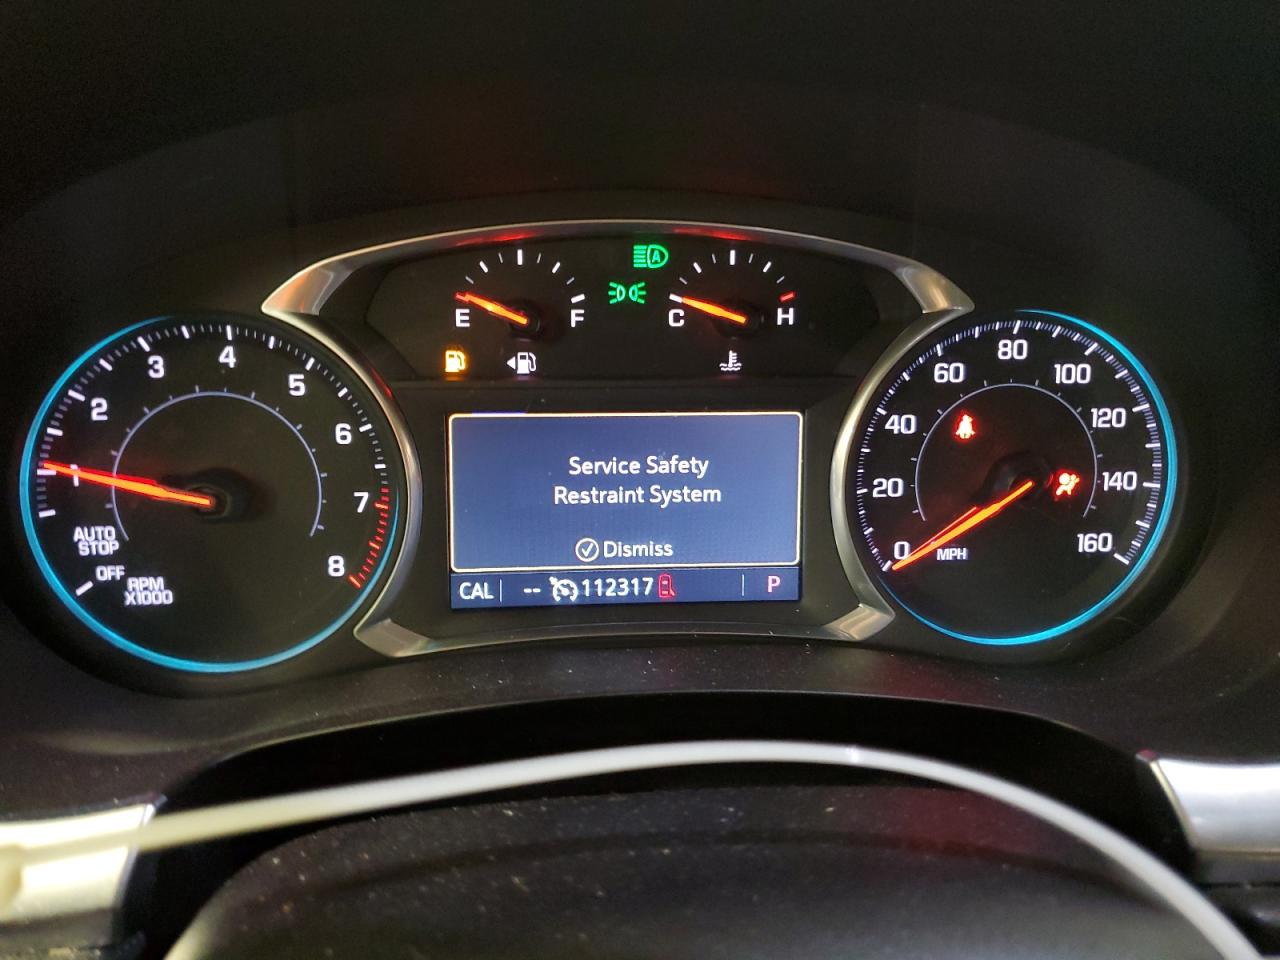 A
E F
C H
1 2 3 4 5 6 7 8
AUTO
STOP
OFF
RPM
X1000
Service Safety
Restraint System
Dismiss
CAL -- 112317 P
0 20 40 60 80 100 120 140 160
MPH